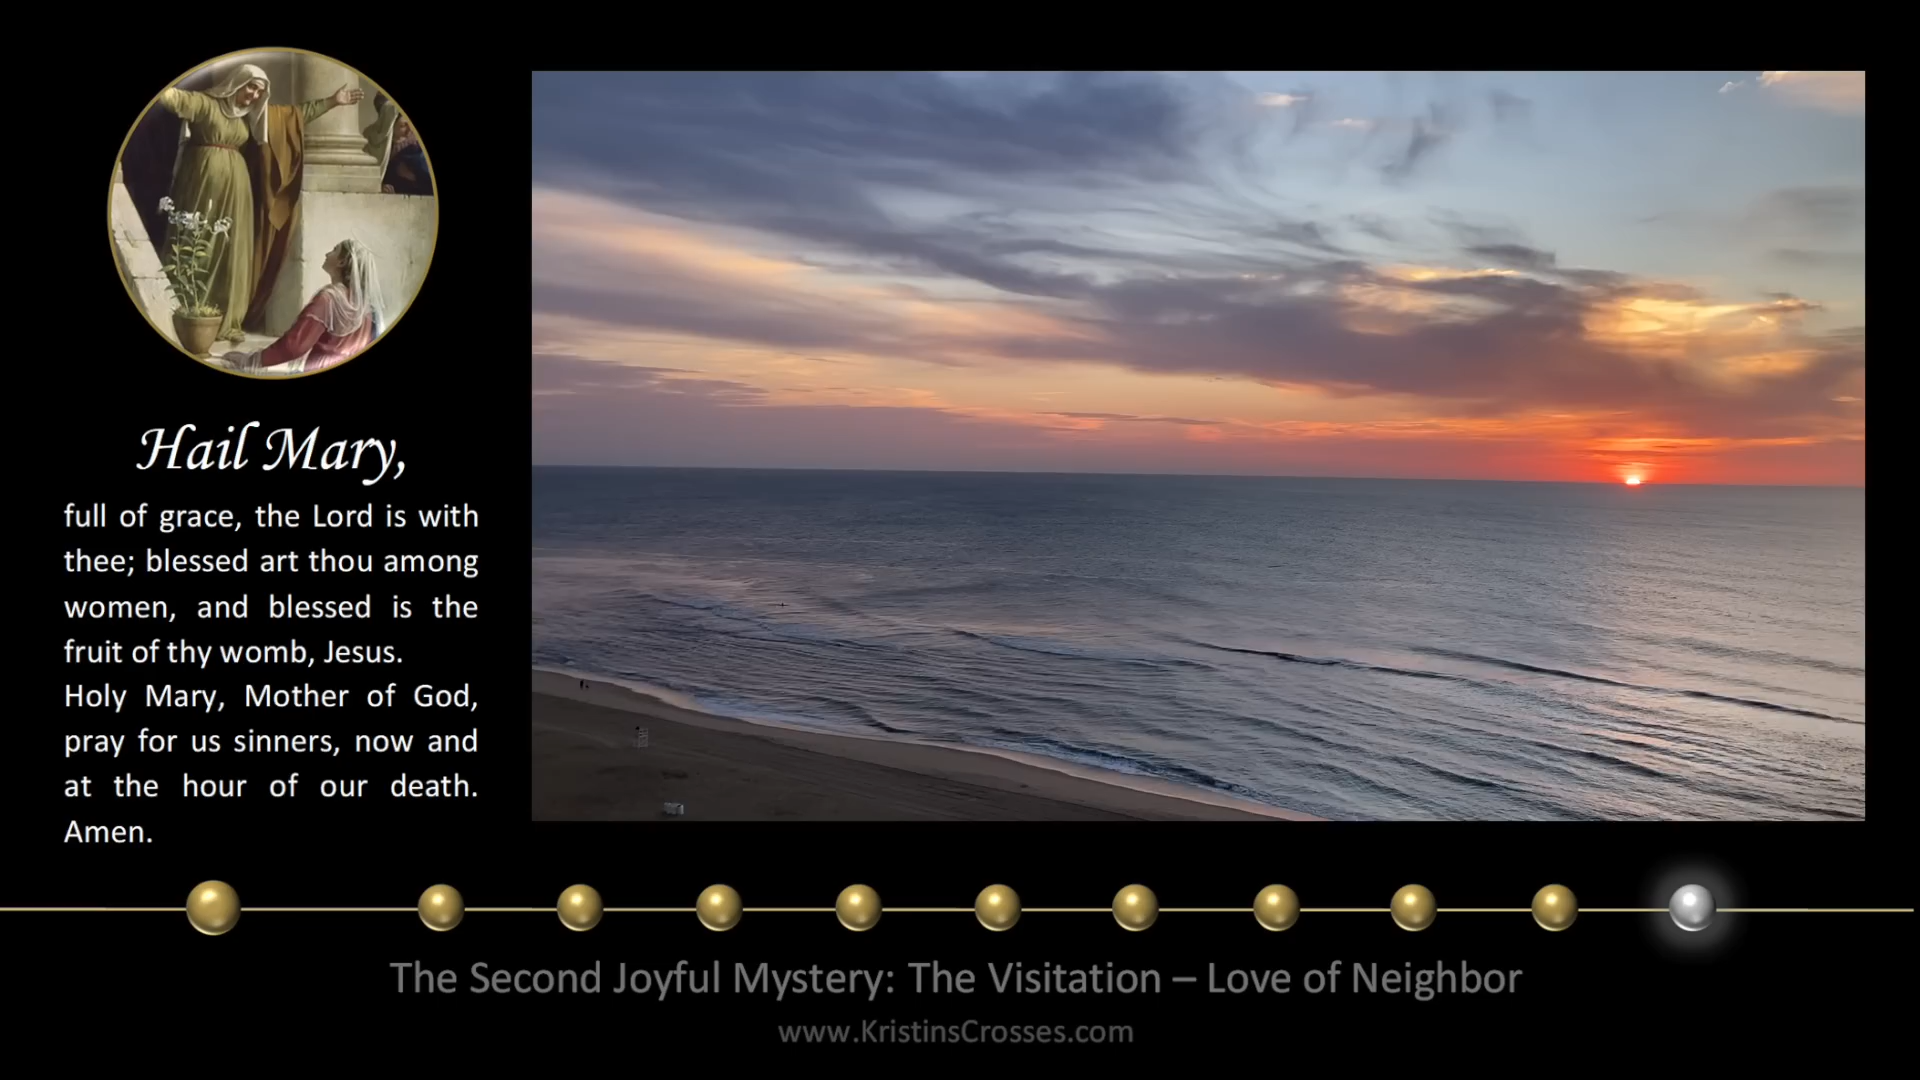 Hail Mary,
full of grace, the Lord is with
thee; blessed art thou among
women, and blessed is the
fruit of thy womb, Jesus.
Holy Mary, Mother of God,
pray for us sinners, now and
at the hour of our death.
Amen.
The Second Joyful Mystery: The Visitation – Love of Neighbor
www.KristinsCrosses.com